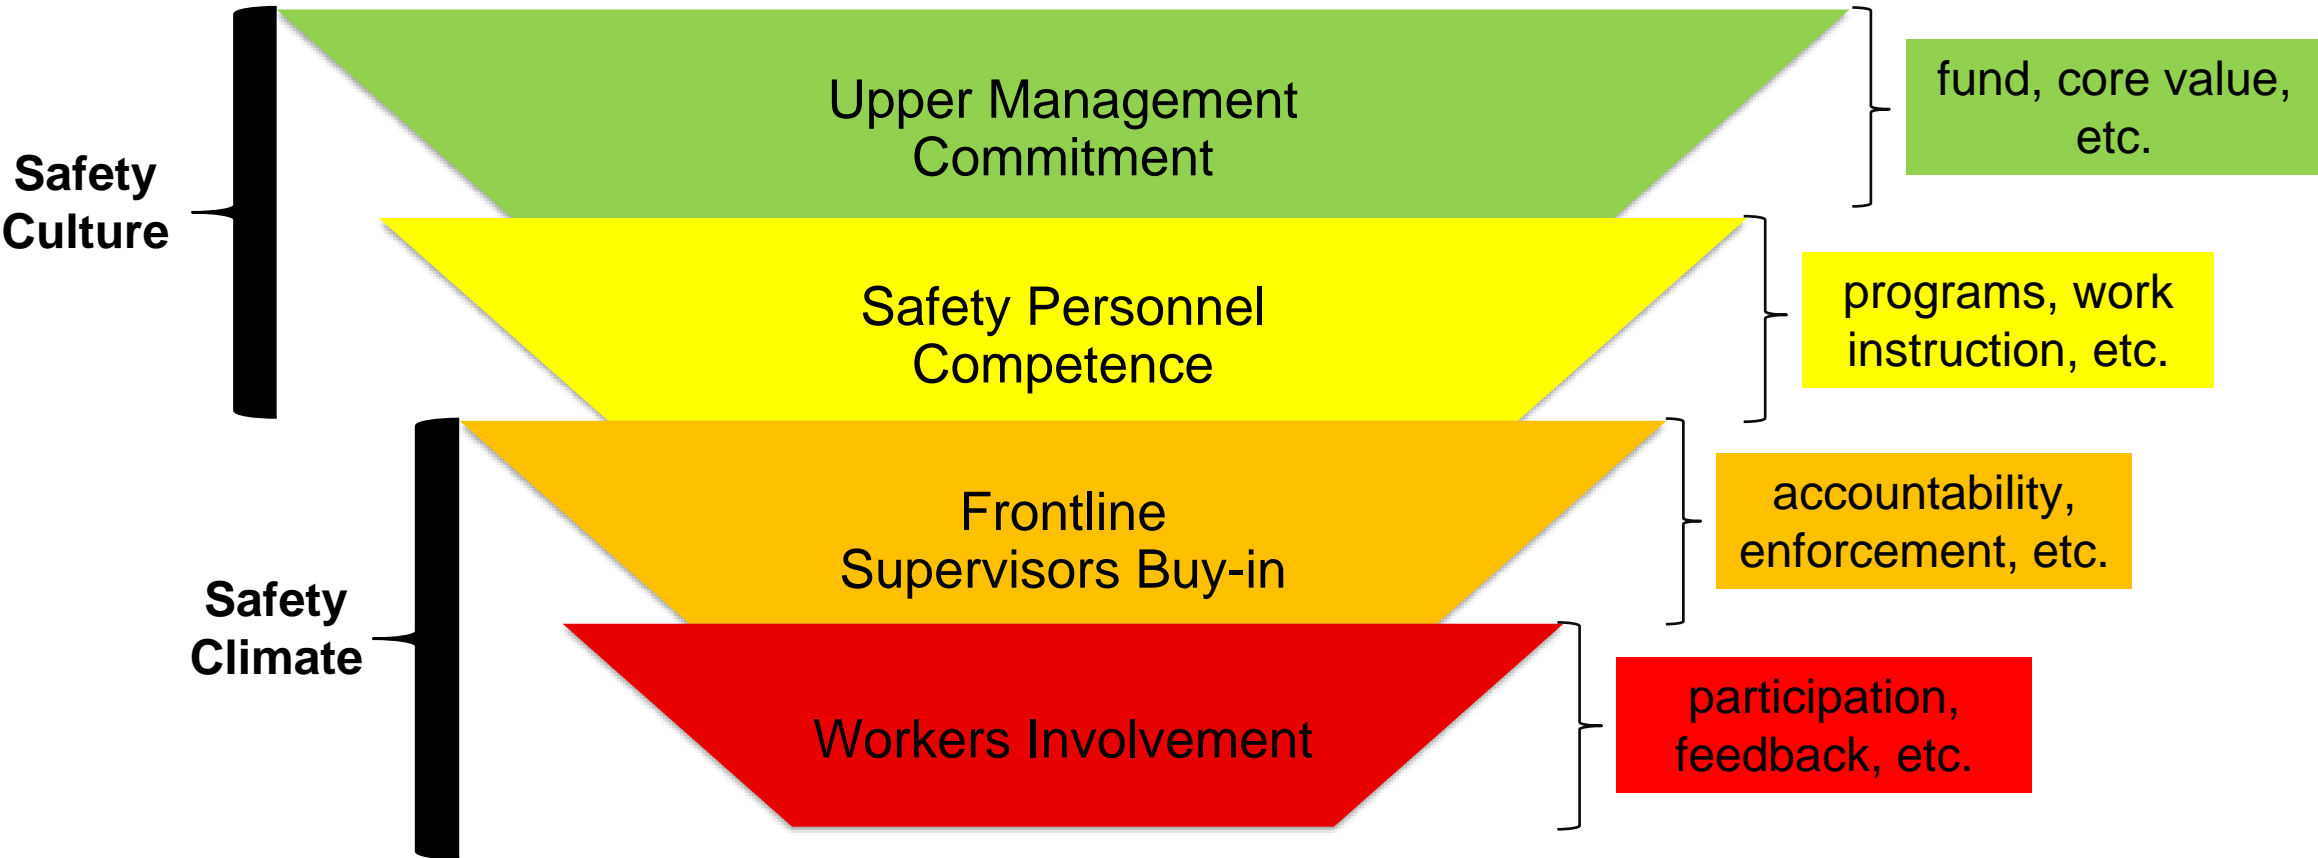 Safety
Culture
Upper Management
Commitment
fund, core value,
etc.
Safety Personnel
Competence
programs, work
instruction, etc.
Safety
Climate
Frontline
Supervisors Buy-in
accountability,
enforcement, etc.
Workers Involvement
participation,
feedback, etc.